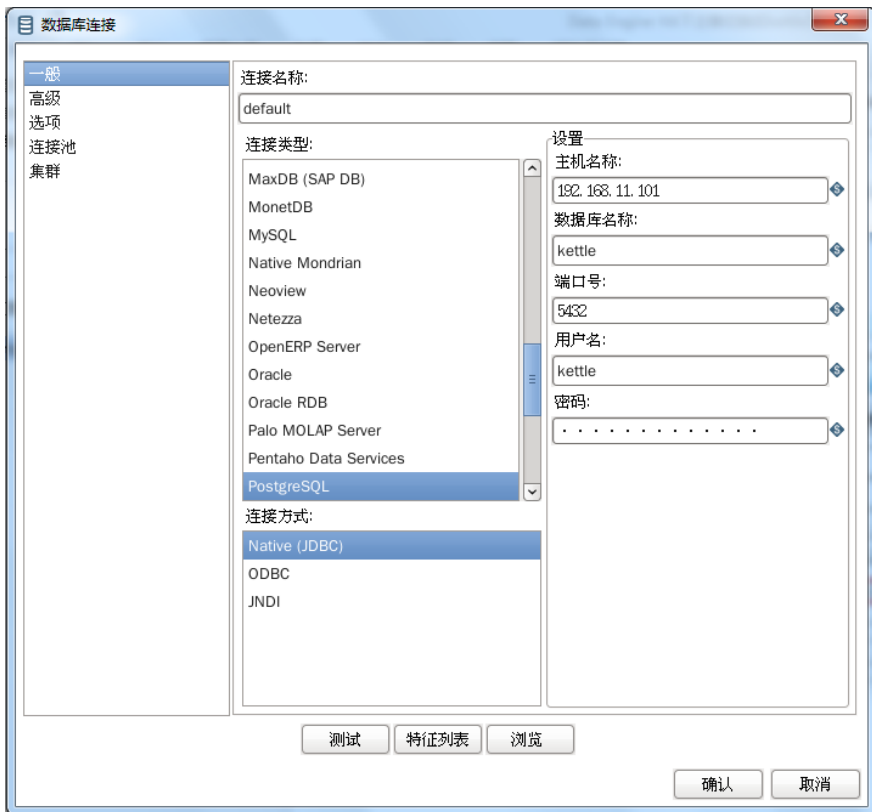 数据库连接
一般
高级
选项
连接池
集群
连接名称:
default
连接类型:
MaxDB (SAP DB)
MonetDB
MySQL
Native Mondrian
Neoview
Netezza
OpenERP Server
Oracle
Oracle RDB
Palo MOLAP Server
Pentaho Data Services
PostgreSQL
连接方式:
Native (JDBC)
ODBC
JNDI
设置
主机名称:
192.168.11.101
数据库名称:
kettle
端口号:
5432
用户名:
kettle
密码:
测试
特征列表
浏览
确认
取消